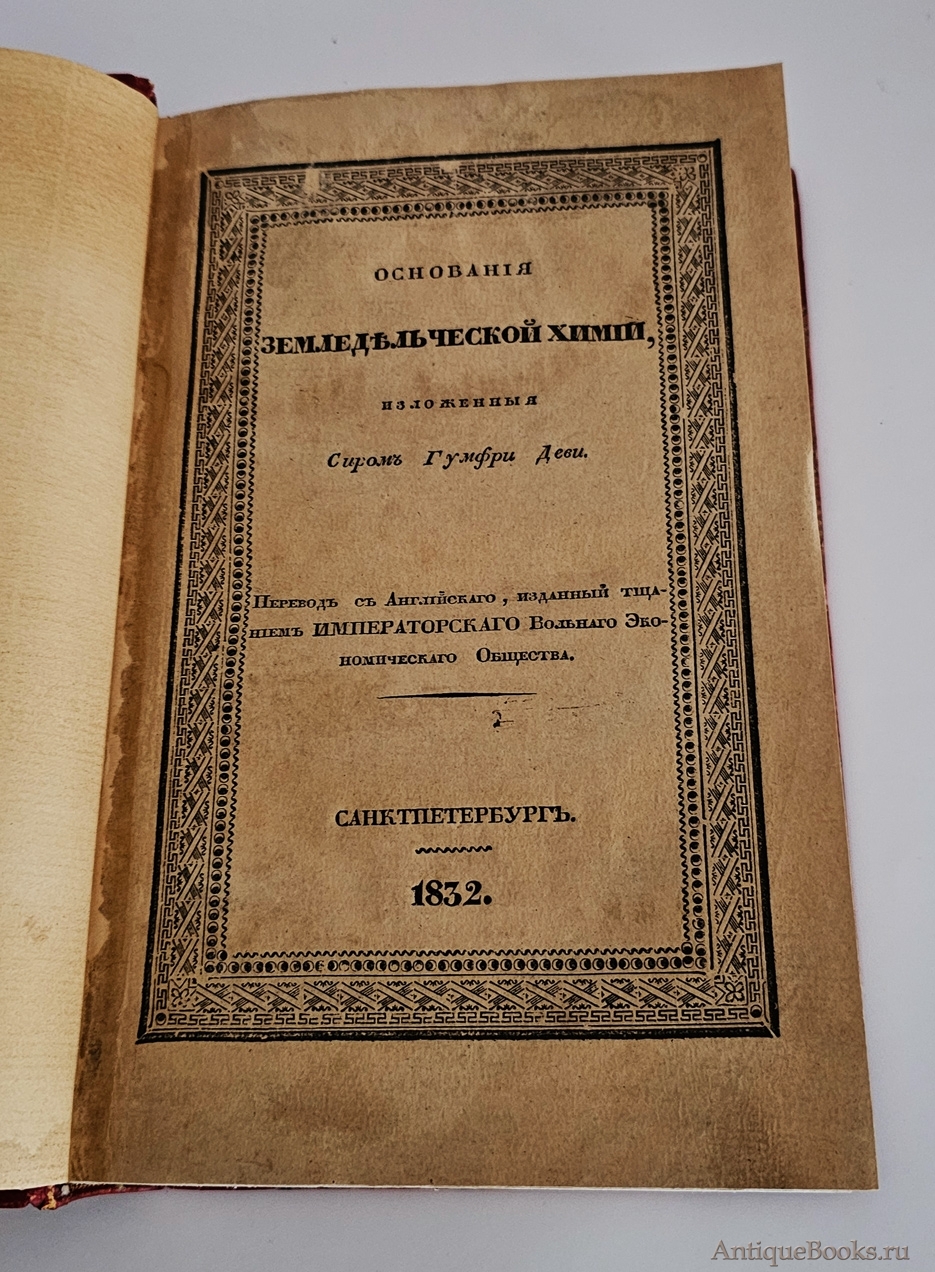 ОСНОВАНІЯ
ЗЕМЛЕДѢЛЬЧЕСКОЙ ХИМІИ,
ИЗЛОЖЕННЫЯ
Сиромъ Гумфри Деви.
Переводъ съ Англійскаго, изданный тща-
ніемъ ИМПЕРАТОРСКАГО Вольнаго Эко-
номическаго Общества.
2
САНКТПЕТЕРБУРГЪ.
1832.
AntiqueBooks.ru